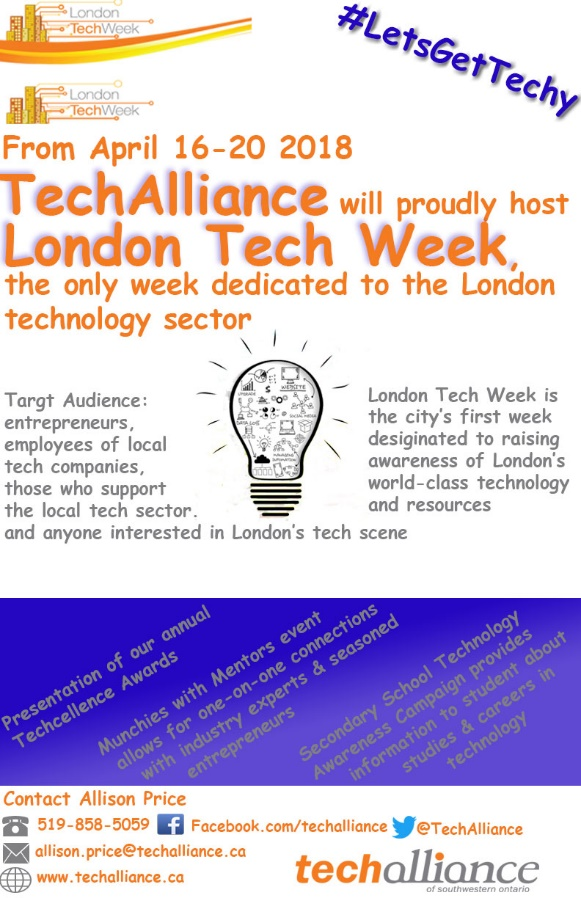 London
TechWeek
#LetsGetTechy
London
TechWeek
From April 16-20 2018
TechAlliance will proudly host
London Tech Week,
the only week dedicated to the London
technology sector
Targt Audience:
entrepreneurs,
employees of local
tech companies,
those who support
the local tech sector.
and anyone interested in London's tech scene
UPGRADE
WEBSITE
SOCIAL MEDIA
London Tech Week is
the city's first week
desiginated to raising
awareness of London's
world-class technology
and resources
Presentation of our annual
Techcellence Awards
Munchies with Mentors event
allows for one-on-one connections
with industry experts & seasoned
entrepreneurs
Secondary School Technology
Awareness Campaign provides
information to student about
studies & careers in
technology
Contact Allison Price
519-858-5059
Facebook.com/techalliance
@TechAlliance
allison.price@techalliance.ca
www.techalliance.ca
techalliance
of southwestern ontario